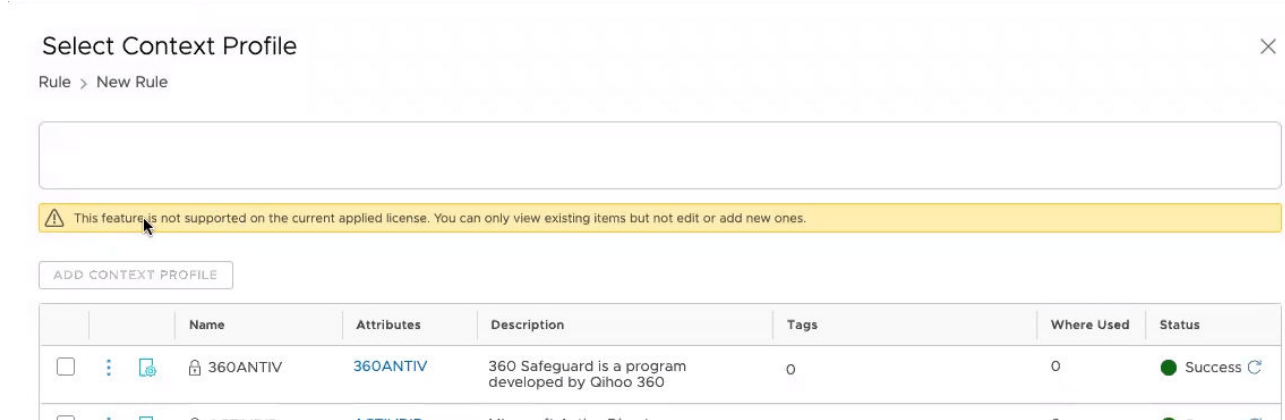 Select Context Profile
Rule > New Rule
This feature is not supported on the current applied license. You can only view existing items but not edit or add new ones.
ADD CONTEXT PROFILE
Name Attributes Description Tags Where Used Status
360ANTIV 360ANTIV 360 Safeguard is a program 0 0 Success
developed by Qihoo 360